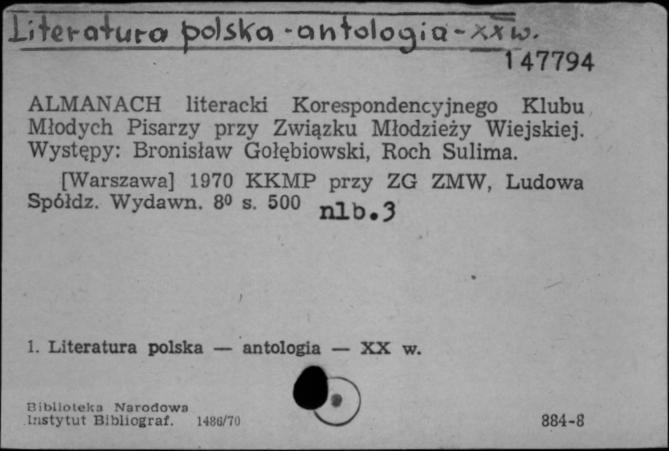 Literatura polska - antologia - XX w.
147794
ALMANACH literacki Korespondencyjnego Klubu
Młodych Pisarzy przy Związku Młodzieży Wiejskiej.
Występy: Bronisław Gołębiowski, Roch Sulima.
[Warszawa] 1970 KKMP przy ZG ZMW, Ludowa
Spółdz. Wydawn. 8⁰ s. 500 nlb.3
1. Literatura polska — antologia — XX w.
Biblioteka Narodowa
Instytut Bibliograf. 1486/70
884-8